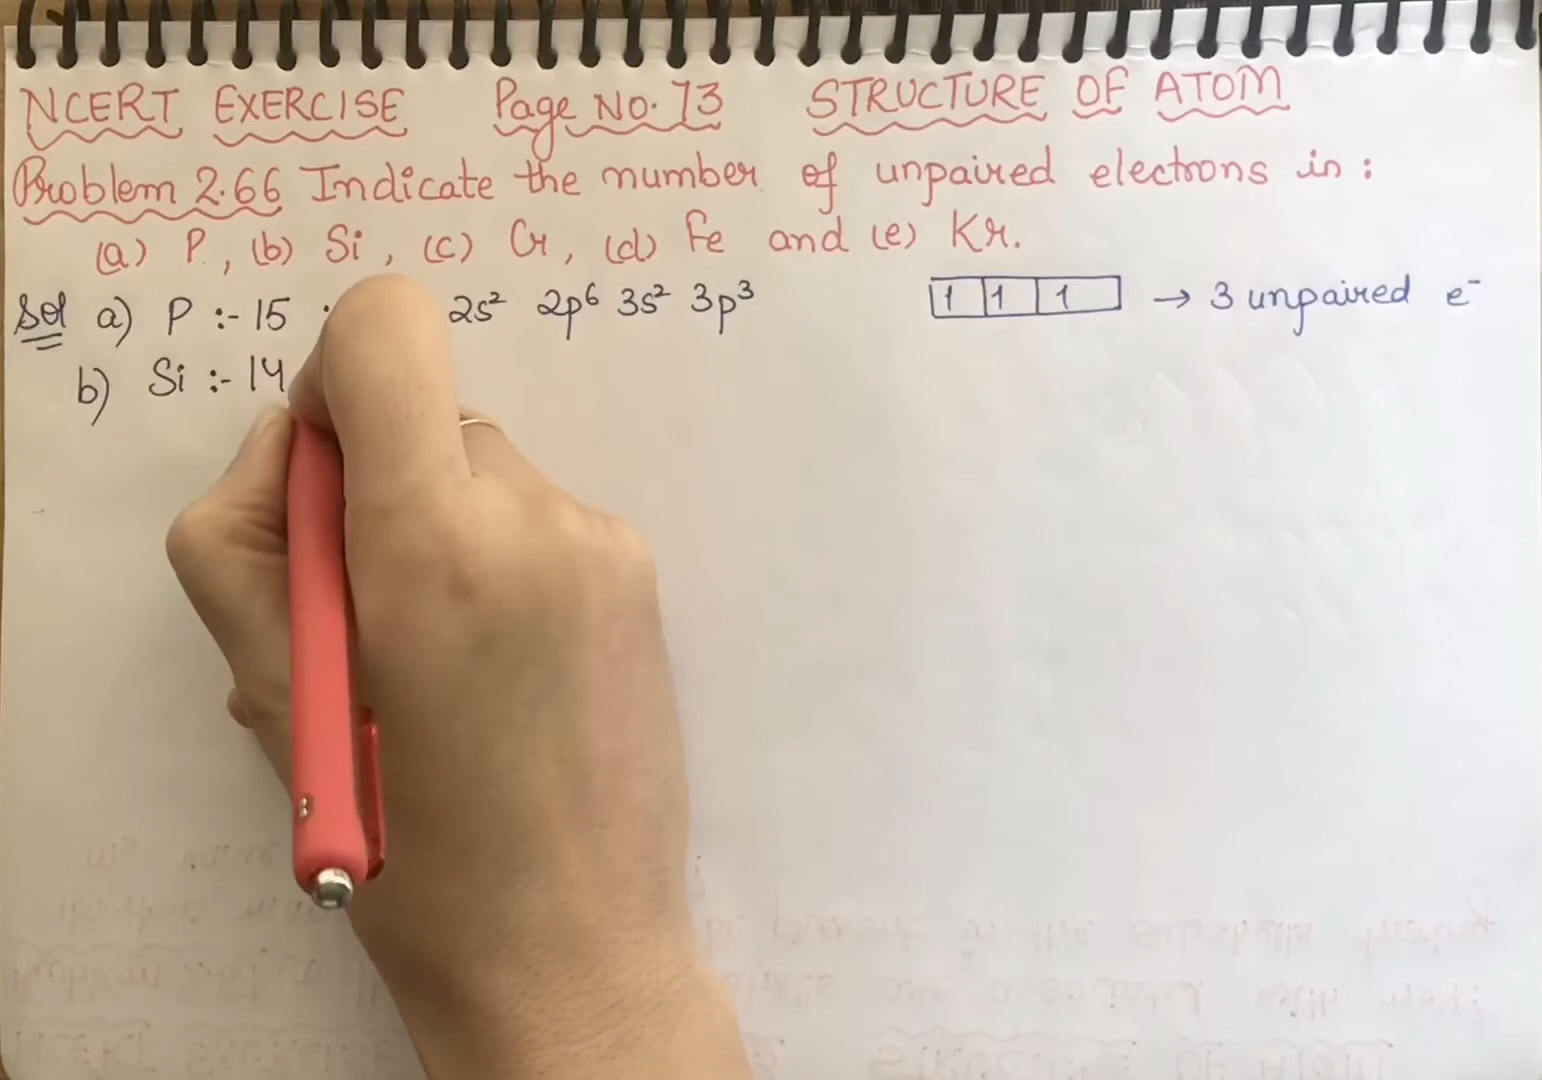 NCERT EXERCISE Page No. 73 STRUCTURE OF ATOM
Problem 2.66 Indicate the number of unpaired electrons in :
(a) P, (b) Si, (c) Cr, (d) Fe and (e) Kr.
Sol a) P :- 15 : 2s² 2p⁶ 3s² 3p³ 1 1 1 → 3 unpaired e⁻
b) Si :- 14